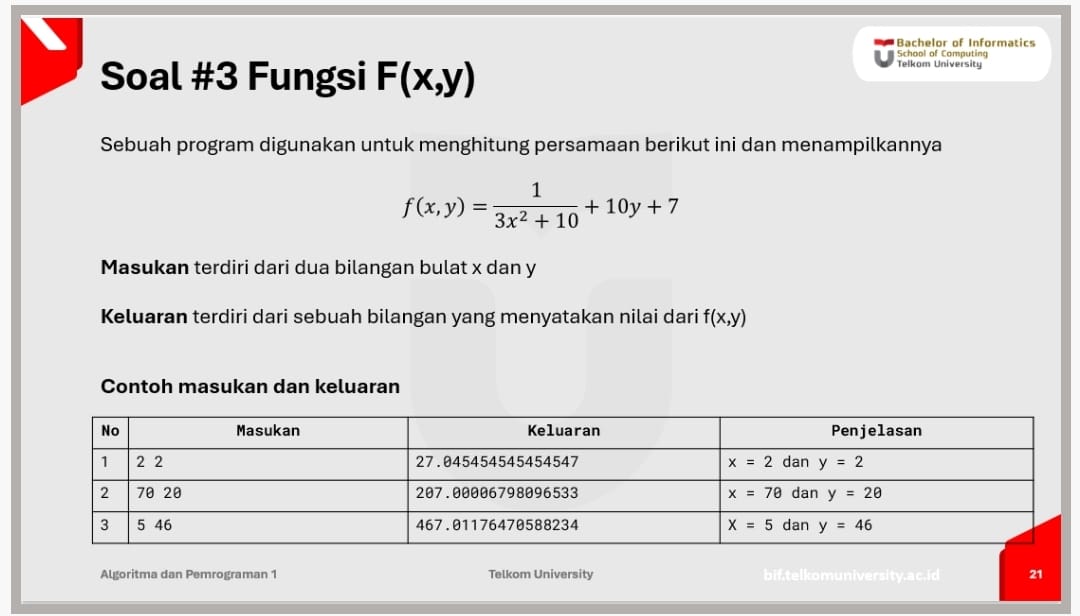 Bachelor of Informatics
School of Computing
Telkom University
Soal #3 Fungsi F(x,y)
Sebuah program digunakan untuk menghitung persamaan berikut ini dan menampilkannya
f(x, y) = 1 / (3x² + 10) + 10y + 7
Masukan terdiri dari dua bilangan bulat x dan y
Keluaran terdiri dari sebuah bilangan yang menyatakan nilai dari f(x,y)
Contoh masukan dan keluaran
No Masukan Keluaran Penjelasan
1 2 2 27.045454545454547 x = 2 dan y = 2
2 70 20 207.00006798096533 x = 70 dan y = 20
3 5 46 467.01176470588234 X = 5 dan y = 46
Algoritma dan Pemrograman 1 Telkom University bif.telkomuniversity.ac.id 21